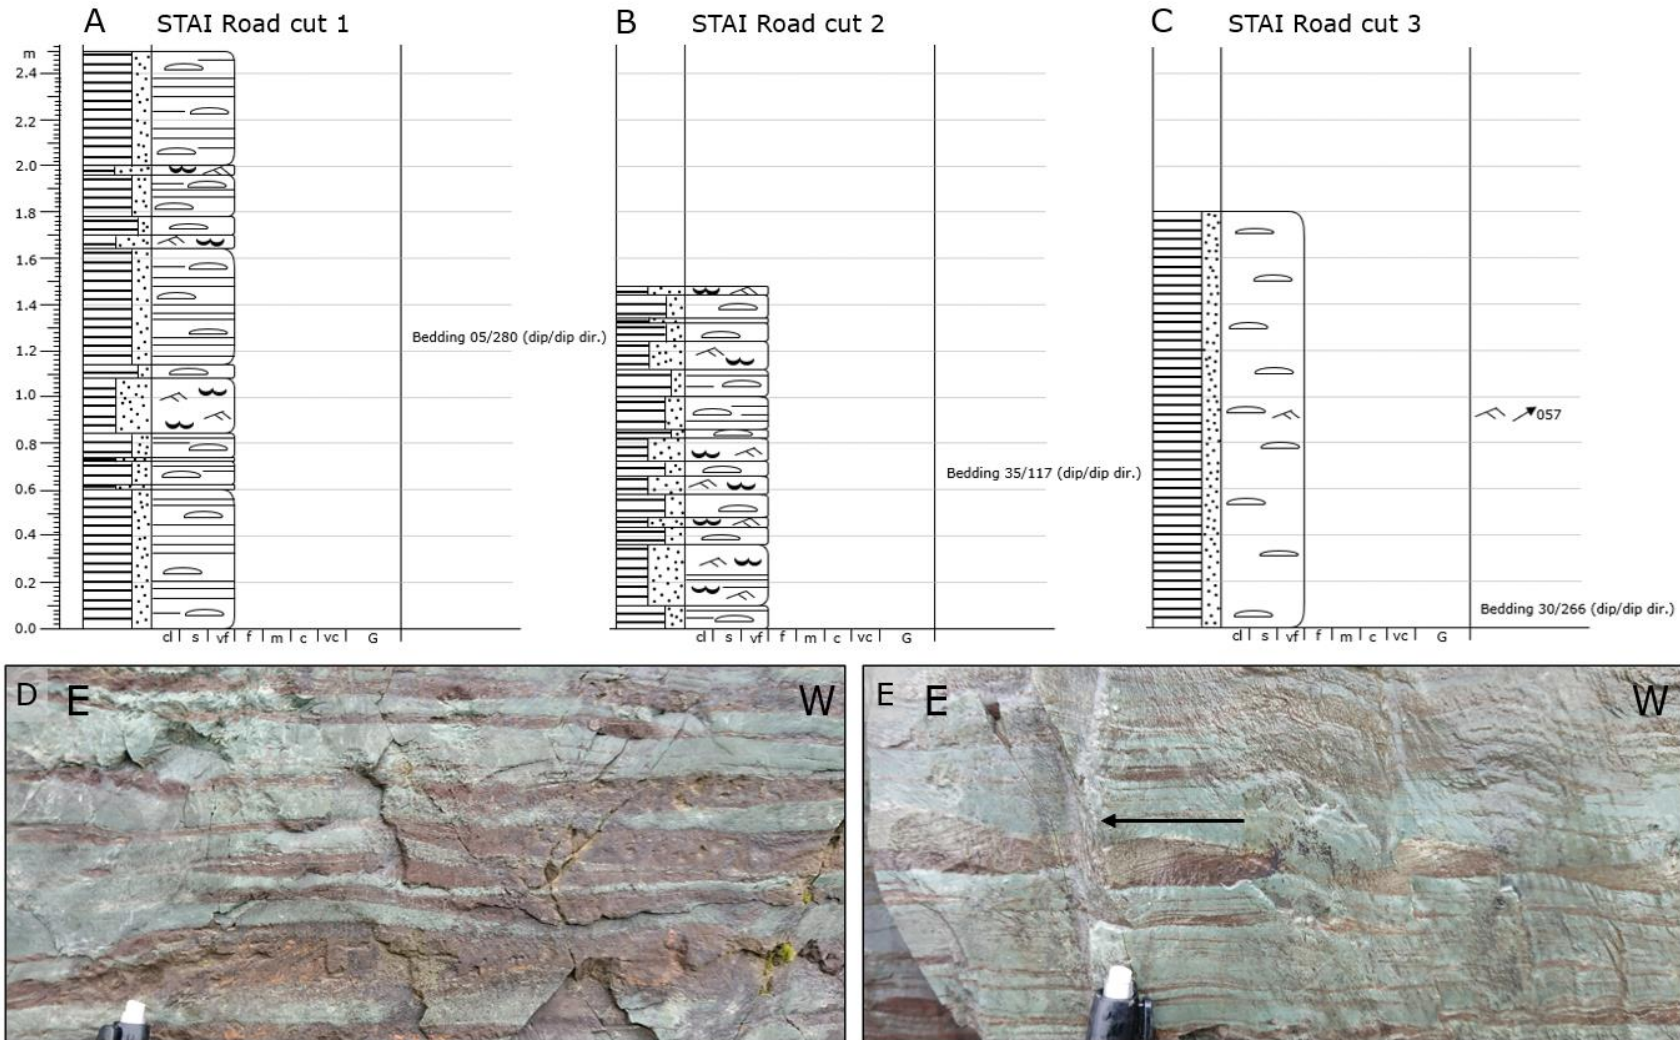 A STAI Road cut 1
B STAI Road cut 2
C STAI Road cut 3
m
2.4
2.2
2.0
1.8
1.6
1.4
1.2
1.0
0.8
0.6
0.4
0.2
0.0
Bedding 05/280 (dip/dip dir.)
Bedding 35/117 (dip/dip dir.)
057
Bedding 30/266 (dip/dip dir.)
cl s vf f m c vc G
cl s vf f m c vc G
cl s vf f m c vc G
D E W
E E W